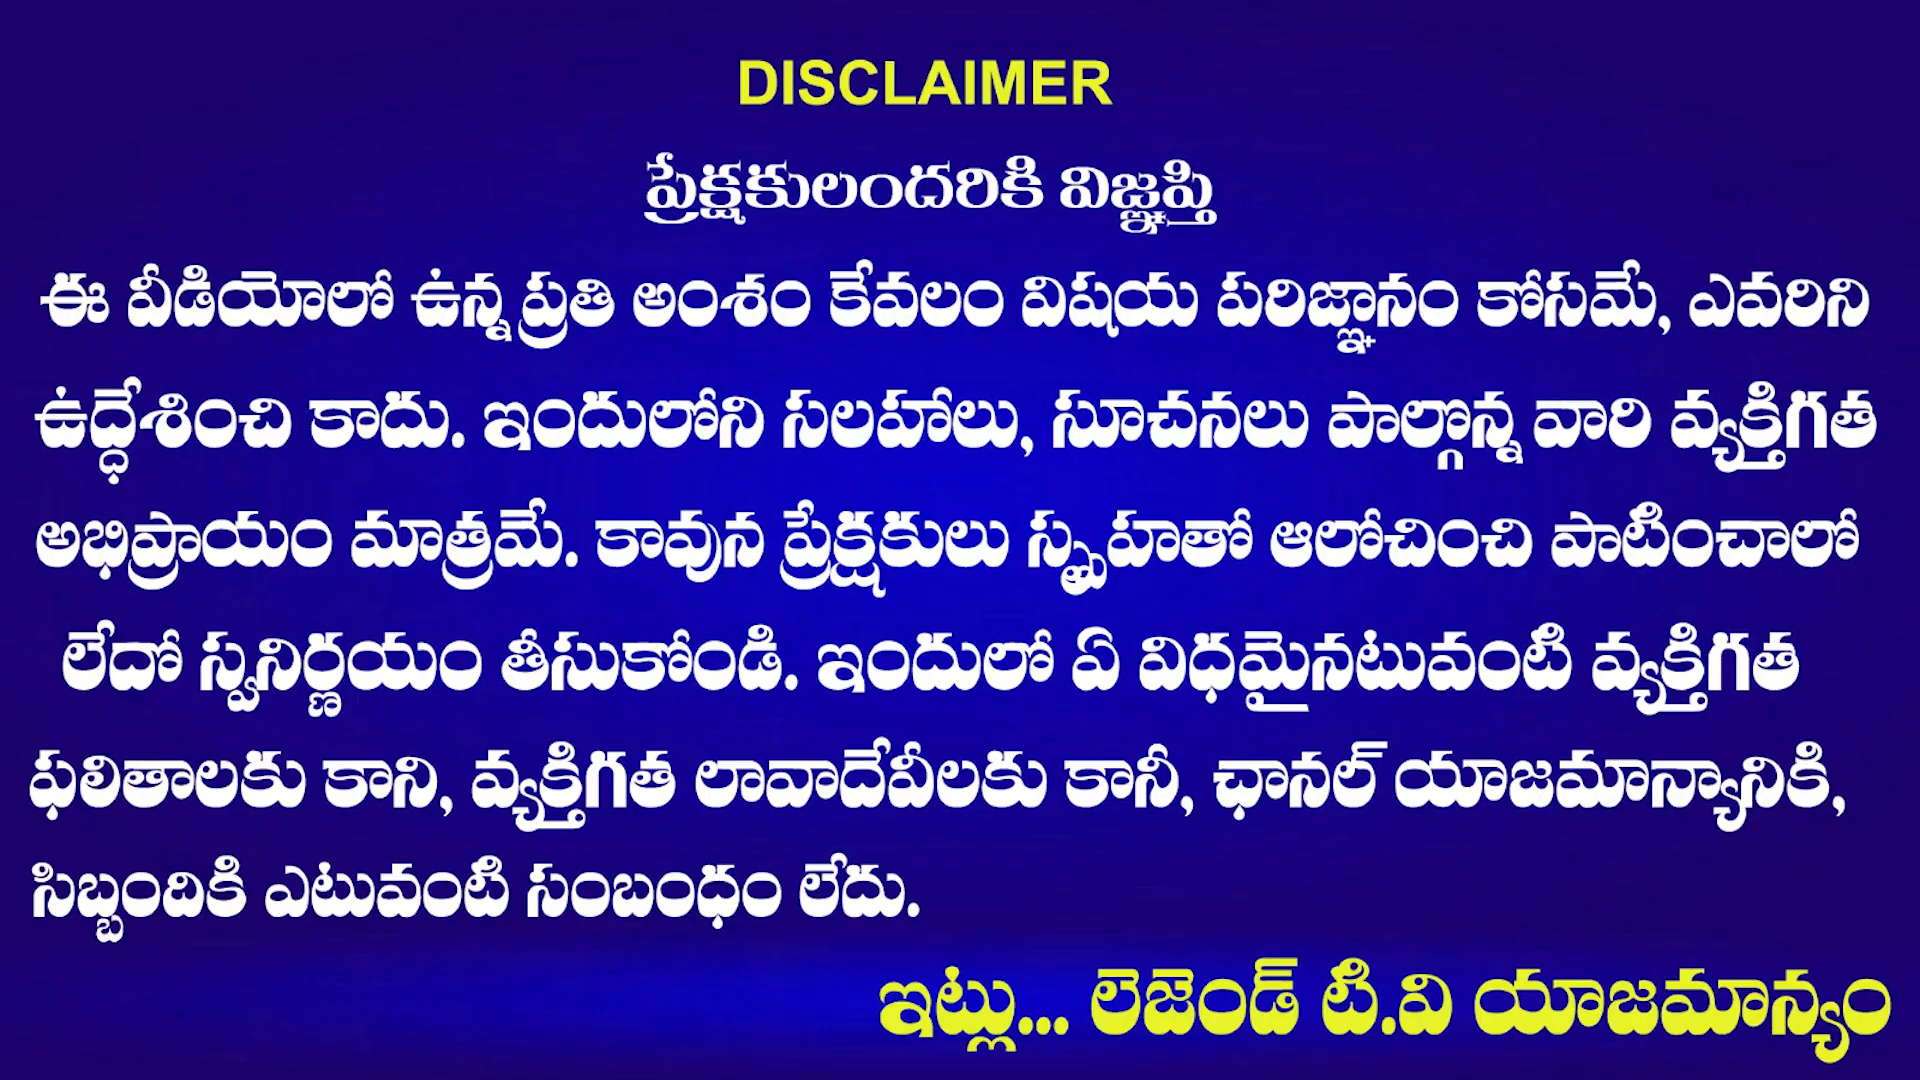 DISCLAIMER
ప్రేక్షకులందరికి విజ్ఞప్తి
ఈ వీడియోలో ఉన్న ప్రతి అంశం కేవలం విషయ పరిజ్ఞానం కోసమే, ఎవరిని
ఉద్ధేశించి కాదు. ఇందులోని సలహాలు, సూచనలు పాల్గొన్న వారి వ్యక్తిగత
అభిప్రాయం మాత్రమే. కావున ప్రేక్షకులు స్పృహతో ఆలోచించి పాటించాలో
లేదో స్వనిర్ణయం తీసుకోండి. ఇందులో ఏ విధమైనటువంటి వ్యక్తిగత
ఫలితాలకు కాని, వ్యక్తిగత లావాదేవీలకు కానీ, ఛానల్ యాజమాన్యానికి,
సిబ్బందికి ఎటువంటి సంబంధం లేదు.
ఇట్లు... లెజెండ్ టి.వి యాజమాన్యం